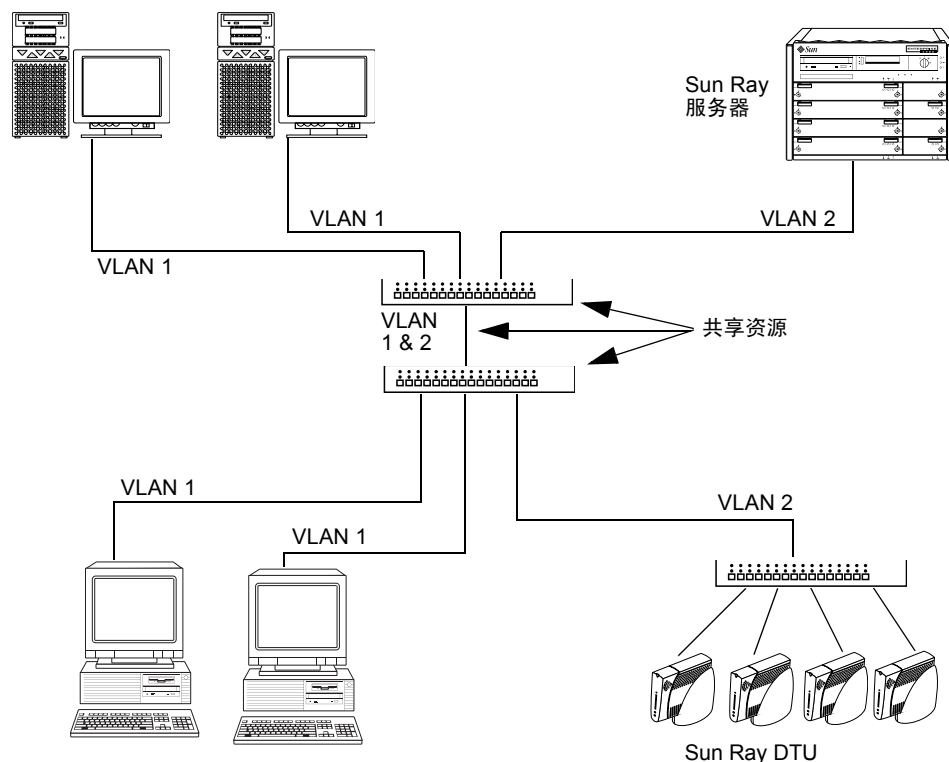 Sun
Sun Ray
服务器
VLAN 1
VLAN 2
VLAN 1
VLAN
1 & 2
共享资源
VLAN 1
VLAN 2
VLAN 1
Sun Ray DTU